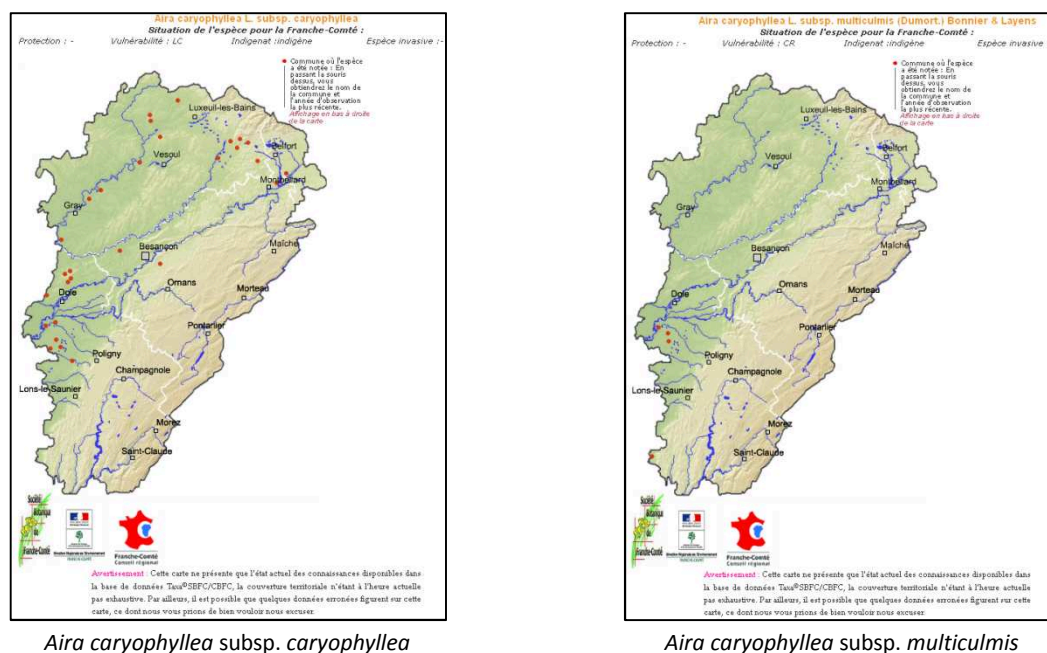 Aira caryophyllea L. subsp. caryophyllea
Situation de l'espèce pour la Franche-Comté :
Protection : -
Vulnérabilité : LC
Indigenat :indigène
Espèce invasive :-
Commune où l'espèce
a été notée : En
passant la souris
dessus, vous
obtiendrez le nom de
la commune et
l'année d'observation
la plus récente.
Affichage en bas à droite
de la carte
Luxeuil-les-Bains
Vesoul
Belfort
Montbéliard
Gray
Besançon
Maîche
Dole
Ornans
Morteau
Pontarlier
Poligny
Champagnole
Lons-le-Saunier
Morez
Saint-Claude
Société
Botanique
de
Franche-Comté
Franche-Comté
Conseil régional
Avertissement : Cette carte ne présente que l'état actuel des connaissances disponibles dans
la base de données Taxa©SBFC/CBFC, la couverture territoriale n'étant à l'heure actuelle
pas exhaustive. Par ailleurs, il est possible que quelques données erronées figurent sur cette
carte, ce dont nous vous prions de bien vouloir nous excuser.
Aira caryophyllea subsp. caryophyllea
Aira caryophyllea L. subsp. multiculmis (Dumort.) Bonnier & Layens
Situation de l'espèce pour la Franche-Comté :
Protection : -
Vulnérabilité : CR
Indigenat :indigène
Espèce invasive
Commune où l'espèce
a été notée : En
passant la souris
dessus, vous
obtiendrez le nom de
la commune et
l'année d'observation
la plus récente.
Affichage en bas à droite
de la carte
Luxeuil-les-Bains
Vesoul
Belfort
Montbéliard
Gray
Besançon
Maîche
Dole
Ornans
Morteau
Pontarlier
Poligny
Champagnole
Lons-le-Saunier
Morez
Saint-Claude
Société
Botanique
de
Franche-Comté
Franche-Comté
Conseil régional
Avertissement : Cette carte ne présente que l'état actuel des connaissances disponibles dans
la base de données Taxa©SBFC/CBFC, la couverture territoriale n'étant à l'heure actuelle
pas exhaustive. Par ailleurs, il est possible que quelques données erronées figurent sur cette
carte, ce dont nous vous prions de bien vouloir nous excuser.
Aira caryophyllea subsp. multiculmis